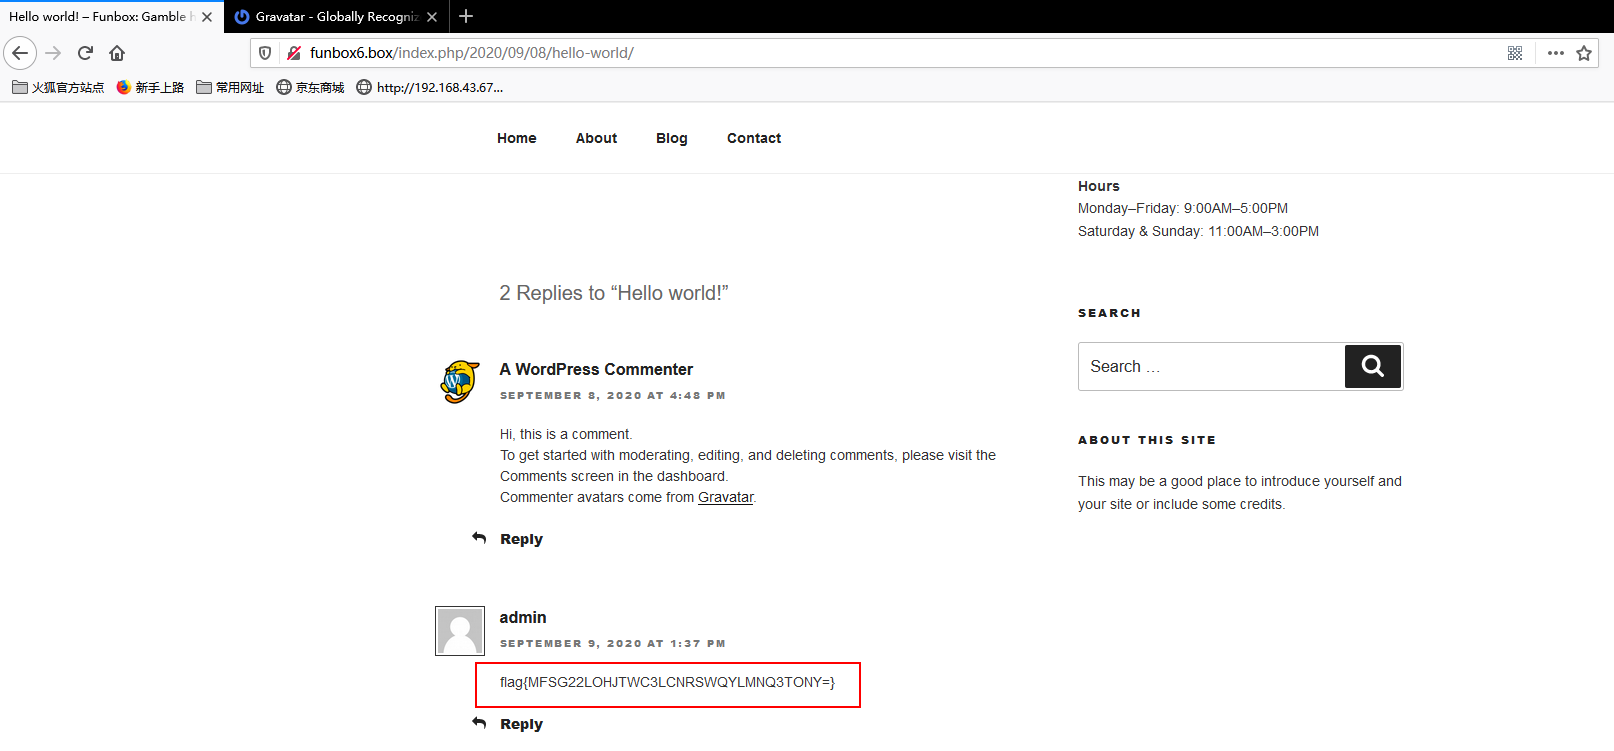 Hello world! – Funbox: Gamble h
Gravatar - Globally Recogniz
funbox6.box/index.php/2020/09/08/hello-world/
火狐官方站点
新手上路
常用网址
京东商城
http://192.168.43.67...
Home
About
Blog
Contact
Hours
Monday–Friday: 9:00AM–5:00PM
Saturday & Sunday: 11:00AM–3:00PM
2 Replies to “Hello world!”
SEARCH
Search …
A WordPress Commenter
SEPTEMBER 8, 2020 AT 4:48 PM
Hi, this is a comment.
To get started with moderating, editing, and deleting comments, please visit the
Comments screen in the dashboard.
Commenter avatars come from Gravatar.
Reply
ABOUT THIS SITE
This may be a good place to introduce yourself and
your site or include some credits.
admin
SEPTEMBER 9, 2020 AT 1:37 PM
flag{MFSG22LOHJTWC3LCNRSWQYLMNQ3TONY=}
Reply